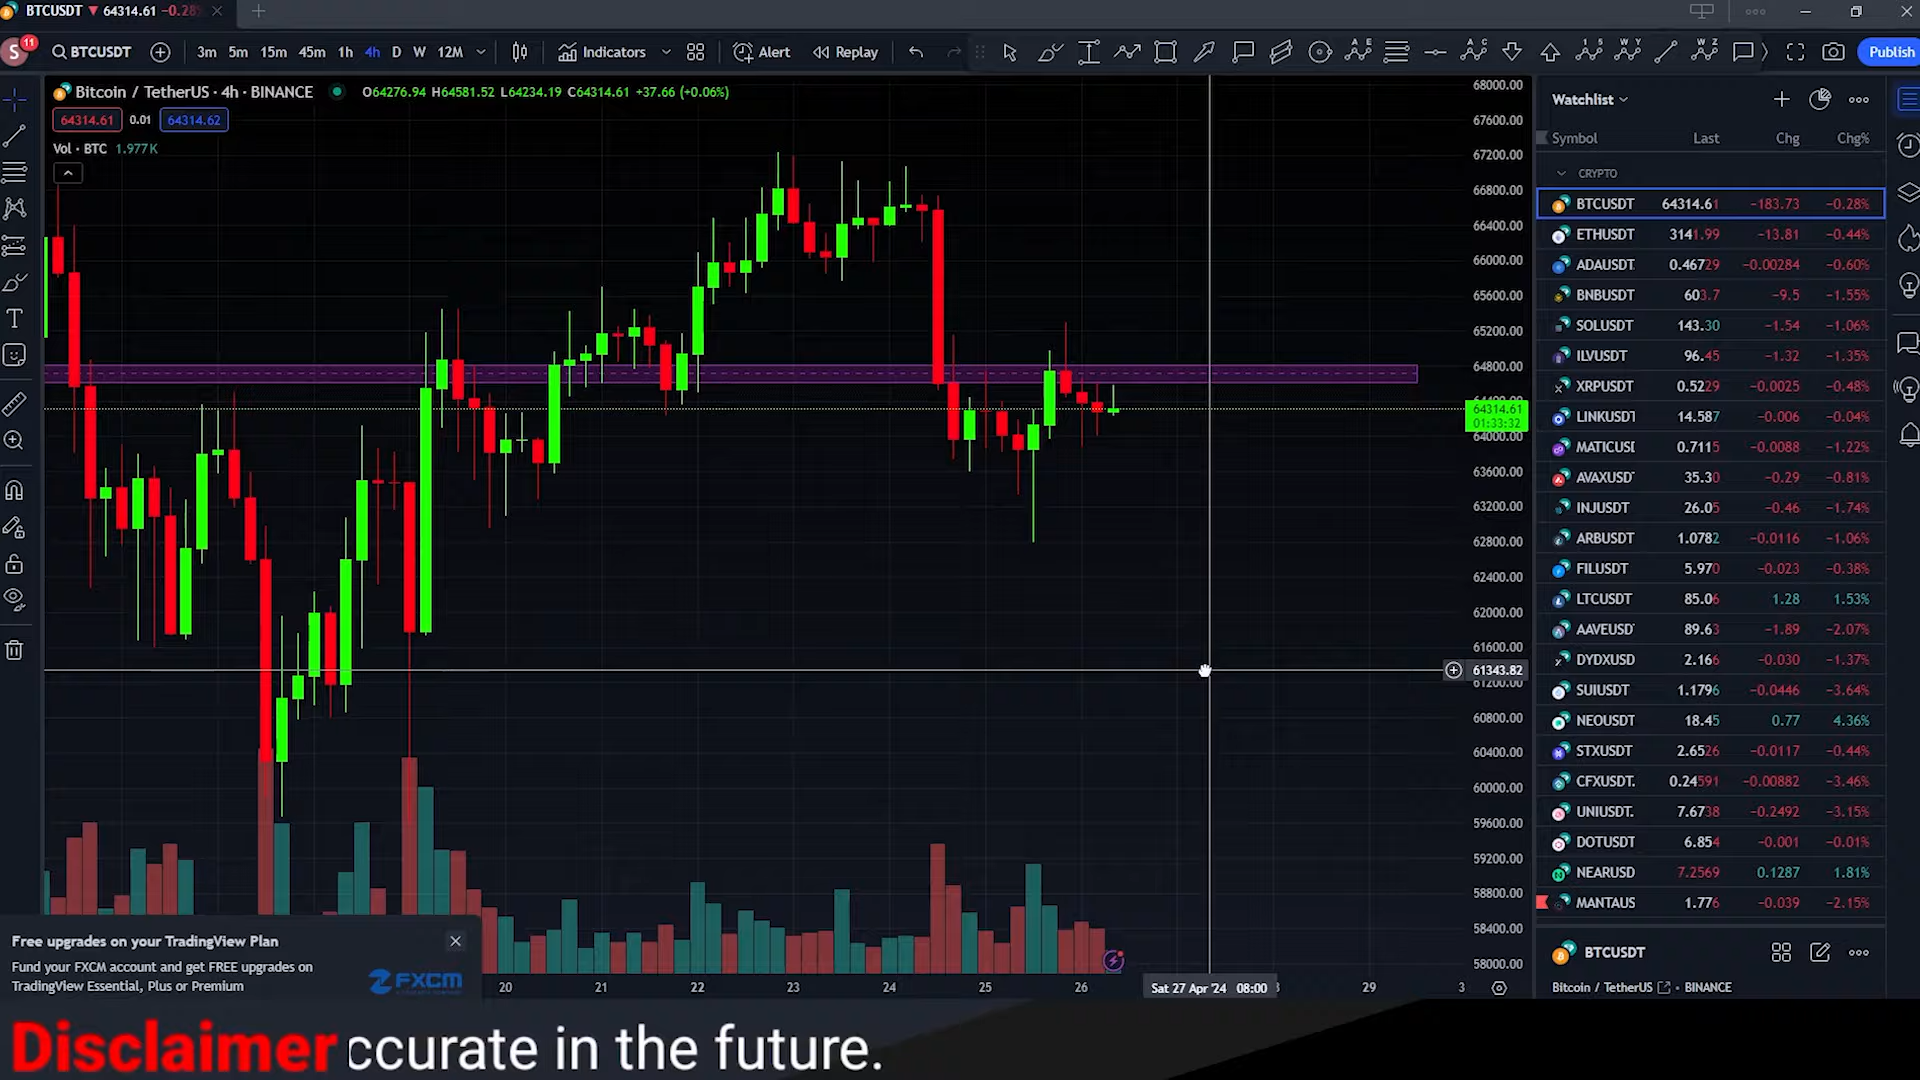 BTCUSDT ▼ 64314.61 −0.28
S 11 BTCUSDT 3m 5m 15m 45m 1h 4h D W 12M Indicators Alert Replay Publish
Bitcoin / TetherUS · 4h · BINANCE O64276.94 H64581.52 L64234.19 C64314.61 +37.66 (+0.06%)
64314.61 0.01 64314.62
Vol · BTC 1.977K
68000.00
67600.00
67200.00
66800.00
66400.00
66000.00
65600.00
65200.00
64800.00
64314.61
01:33:32
64000.00
63600.00
63200.00
62800.00
62400.00
62000.00
61600.00
61343.82
61200.00
60800.00
60400.00
60000.00
59600.00
59200.00
58800.00
58400.00
58000.00
20 21 22 23 24 25 26 Sat 27 Apr '24 08:00 29 3
Watchlist
Symbol Last Chg Chg%
CRYPTO
BTCUSDT 64314.61 −183.73 −0.28%
ETHUSDT 3141.99 −13.81 −0.44%
ADAUSDT 0.46729 −0.00284 −0.60%
BNBUSDT 603.7 −9.5 −1.55%
SOLUSDT 143.30 −1.54 −1.06%
ILVUSDT 96.45 −1.32 −1.35%
XRPUSDT 0.5229 −0.0025 −0.48%
LINKUSDT 14.587 −0.006 −0.04%
MATICUSI 0.7115 −0.0088 −1.22%
AVAXUSD 35.30 −0.29 −0.81%
INJUSDT 26.05 −0.46 −1.74%
ARBUSDT 1.0782 −0.0116 −1.06%
FILUSDT 5.970 −0.023 −0.38%
LTCUSDT 85.06 1.28 1.53%
AAVEUSD 89.63 −1.89 −2.07%
DYDXUSD 2.166 −0.030 −1.37%
SUIUSDT 1.1796 −0.0446 −3.64%
NEOUSDT 18.45 0.77 4.36%
STXUSDT 2.6526 −0.0117 −0.44%
CFXUSDT. 0.24591 −0.00882 −3.46%
UNIUSDT. 7.6738 −0.2492 −3.15%
DOTUSDT 6.854 −0.001 −0.01%
NEARUSD 7.2569 0.1287 1.81%
MANTAUS 1.776 −0.039 −2.15%
BTCUSDT
Bitcoin / TetherUS · BINANCE
Free upgrades on your TradingView Plan
Fund your FXCM account and get FREE upgrades on
TradingView Essential, Plus or Premium
FXCM
Disclaimer ccurate in the future.